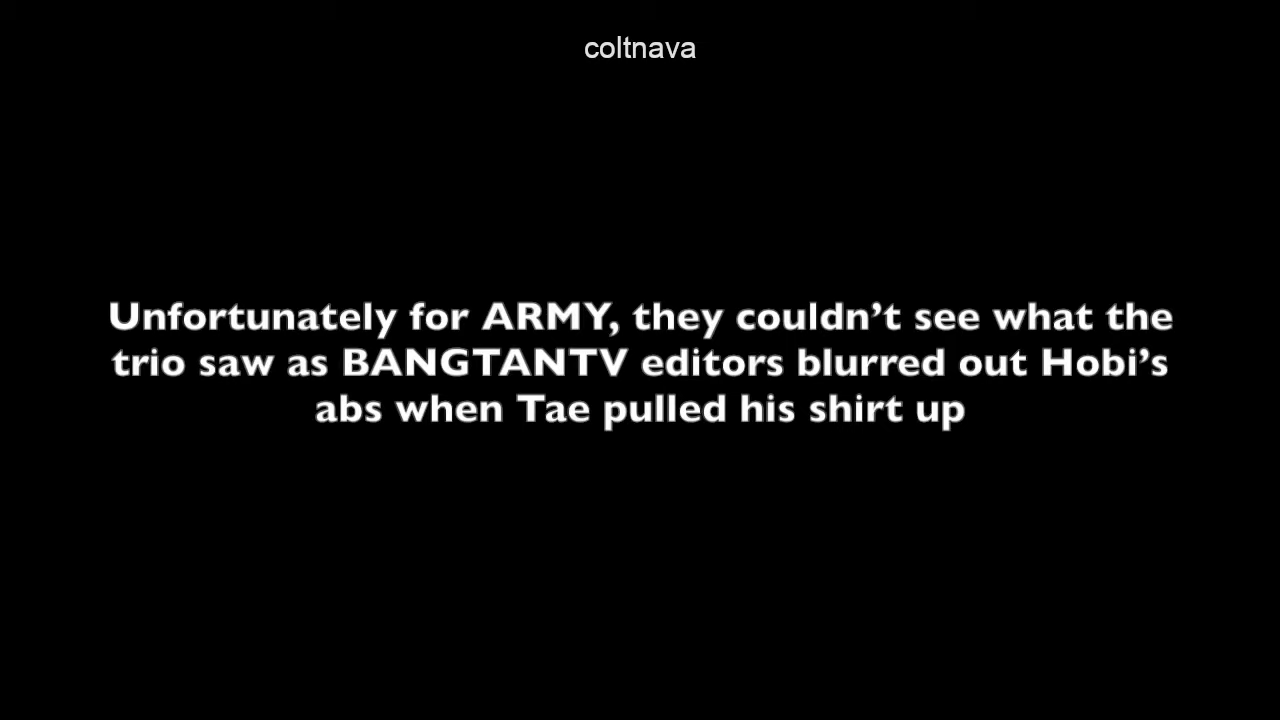 coltnava
Unfortunately for ARMY, they couldn’t see what the
trio saw as BANGTANTV editors blurred out Hobi’s
abs when Tae pulled his shirt up